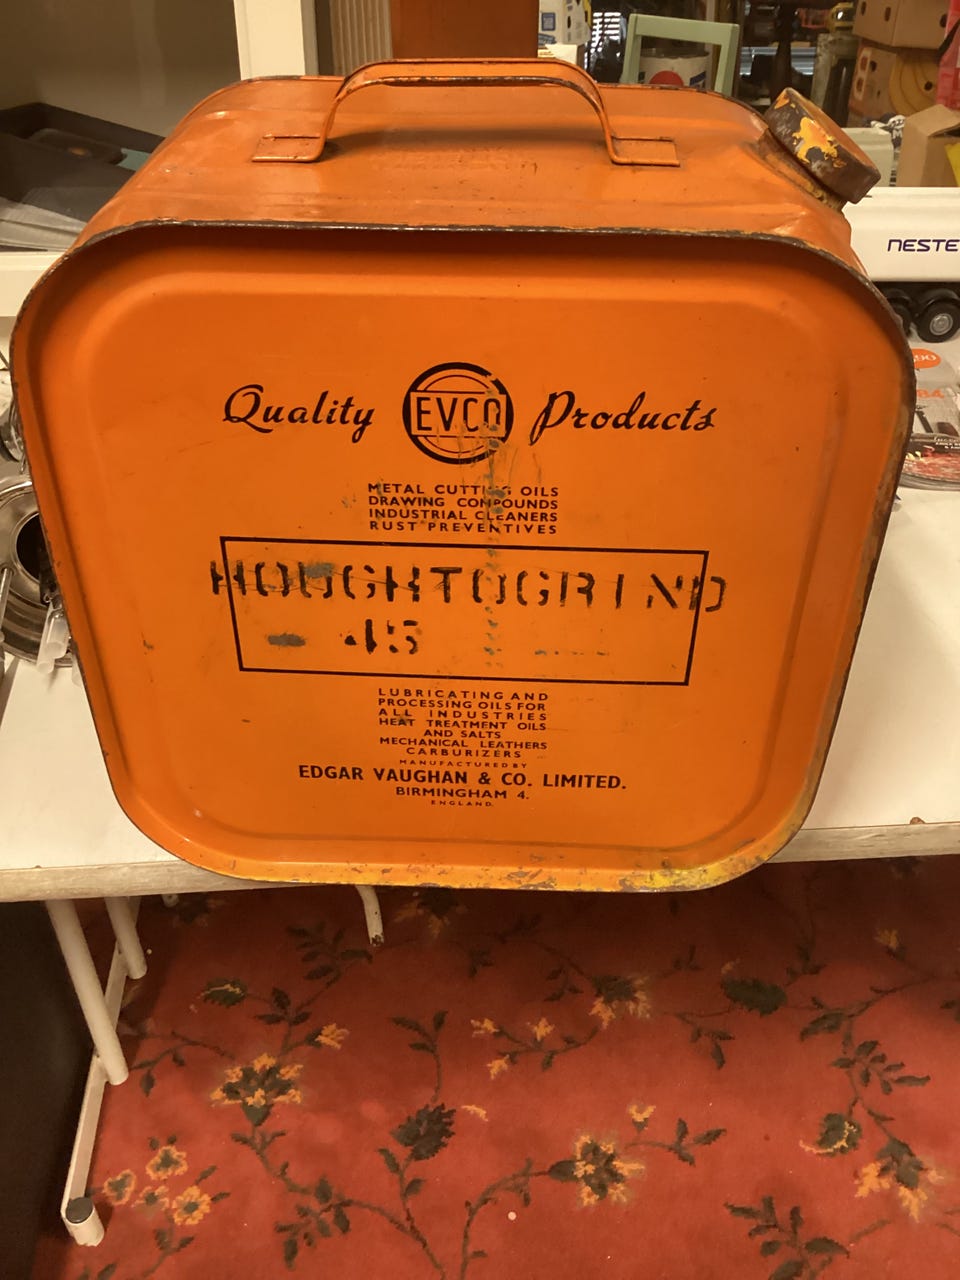 NESTE
Quality EVCO Products
METAL CUTTING OILS
DRAWING COMPOUNDS
INDUSTRIAL CLEANERS
RUST PREVENTIVES
HOUGHTOGRIND
45
LUBRICATING AND
PROCESSING OILS FOR
ALL INDUSTRIES
HEAT TREATMENT OILS
AND SALTS
MECHANICAL LEATHERS
CARBURIZERS
MANUFACTURED BY
EDGAR VAUGHAN & CO. LIMITED.
BIRMINGHAM 4.
ENGLAND.